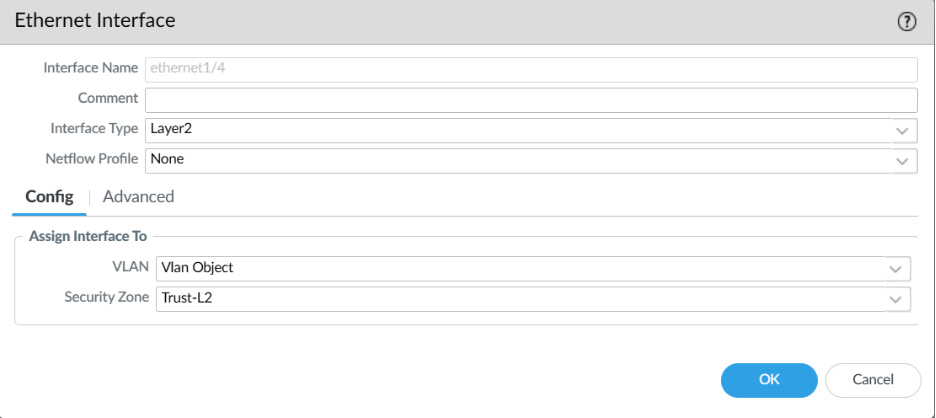 Ethernet Interface
?
Interface Name ethernet1/4
Comment
Interface Type Layer2
Netflow Profile None
Config Advanced
Assign Interface To
VLAN Vlan Object
Security Zone Trust-L2
OK Cancel